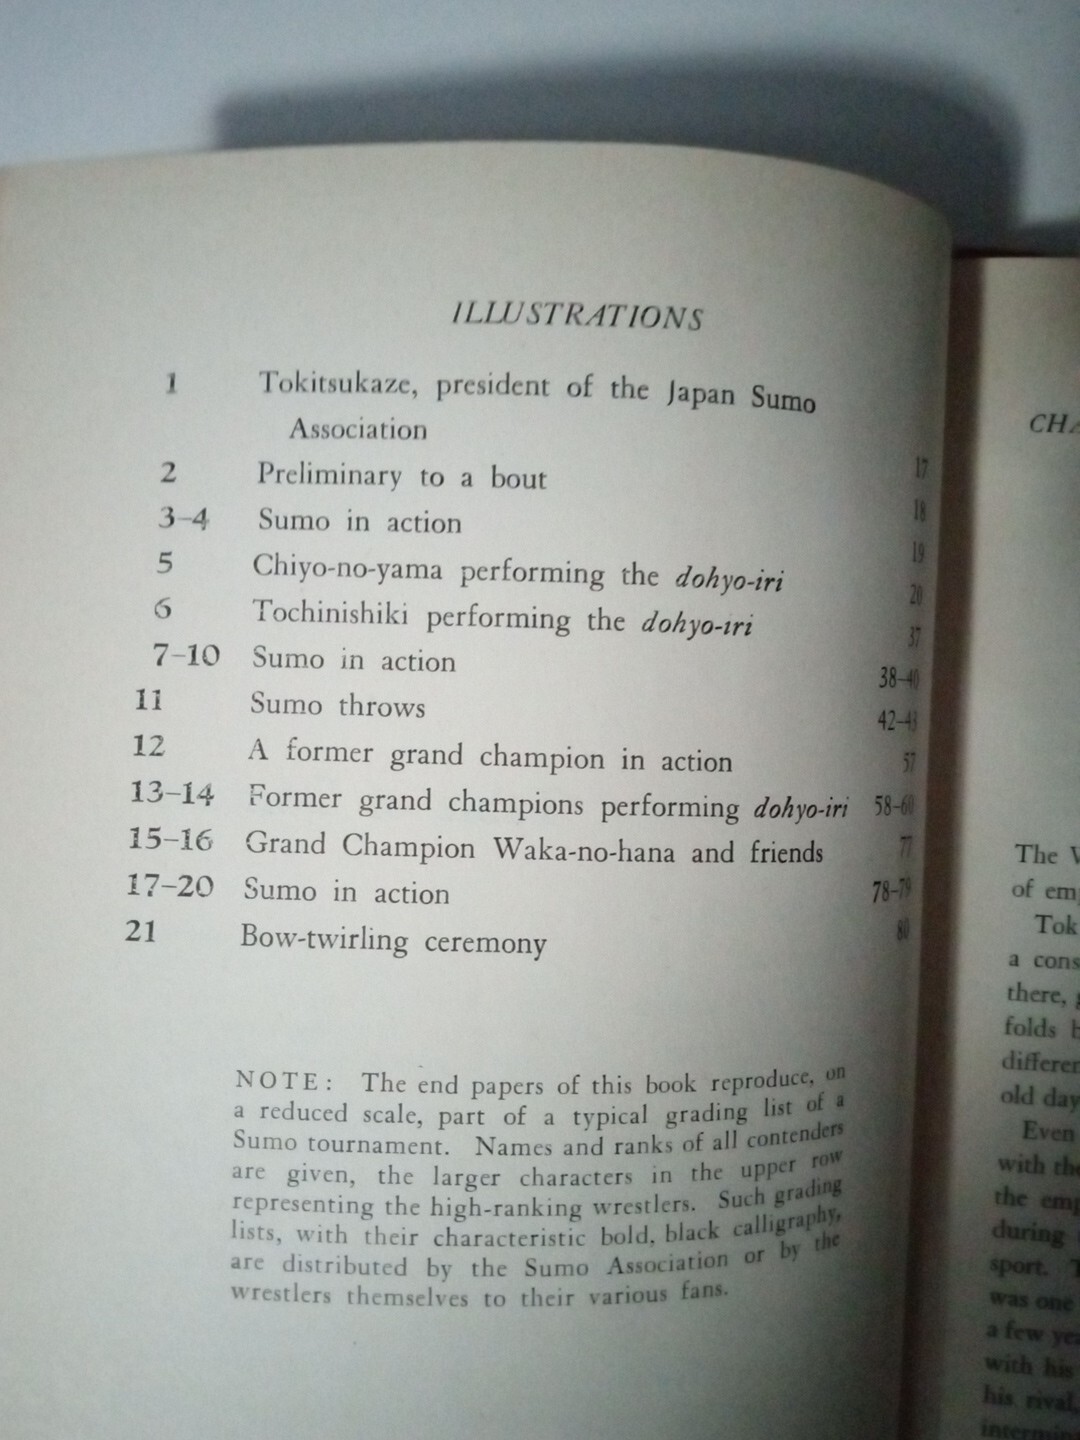 ILLUSTRATIONS
1 Tokitsukaze, president of the Japan Sumo
Association 17
2 Preliminary to a bout 18
3–4 Sumo in action 19
5 Chiyo-no-yama performing the dohyo-iri 20
6 Tochinishiki performing the dohyo-iri 37
7–10 Sumo in action 38–40
11 Sumo throws 42–43
12 A former grand champion in action 57
13–14 Former grand champions performing dohyo-iri 58–60
15–16 Grand Champion Waka-no-hana and friends 77
17–20 Sumo in action 78–79
21 Bow-twirling ceremony 80
NOTE: The end papers of this book reproduce, on
a reduced scale, part of a typical grading list of a
Sumo tournament. Names and ranks of all contenders
are given, the larger characters in the upper row
representing the high-ranking wrestlers. Such grading
lists, with their characteristic bold, black calligraphy,
are distributed by the Sumo Association or by the
wrestlers themselves to their various fans.
CHA
The
of em
Tok
a cons
there,
folds
differen
old day
Even
with the
the emp
during
sport.
was one
a few yea
with his
his rival,